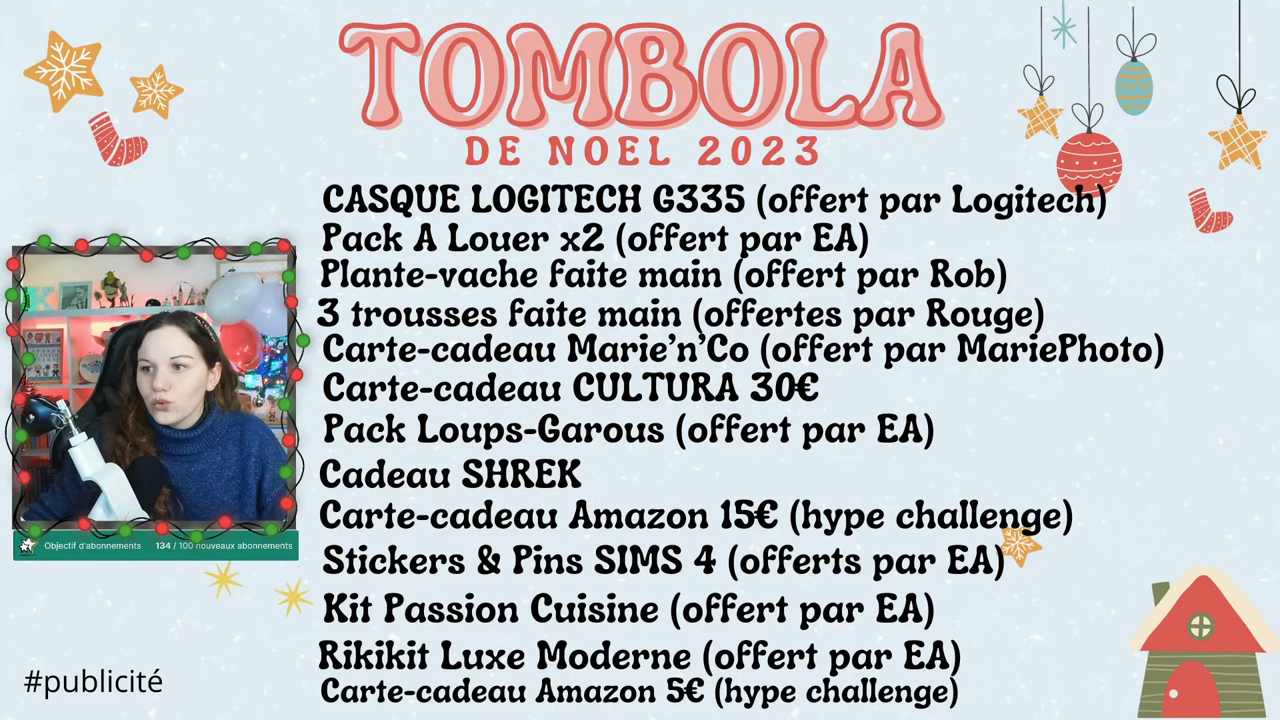 TOMBOLA
DE NOEL 2023
CASQUE LOGITECH G335 (offert par Logitech)
Pack A Louer x2 (offert par EA)
Plante-vache faite main (offert par Rob)
3 trousses faite main (offertes par Rouge)
Carte-cadeau Marie'n'Co (offert par MariePhoto)
Carte-cadeau CULTURA 30€
Pack Loups-Garous (offert par EA)
Cadeau SHREK
Carte-cadeau Amazon 15€ (hype challenge)
Stickers & Pins SIMS 4 (offerts par EA)
Kit Passion Cuisine (offert par EA)
Rikikit Luxe Moderne (offert par EA)
Carte-cadeau Amazon 5€ (hype challenge)
Objectif d'abonnements 134 / 100 nouveaux abonnements
#publicité